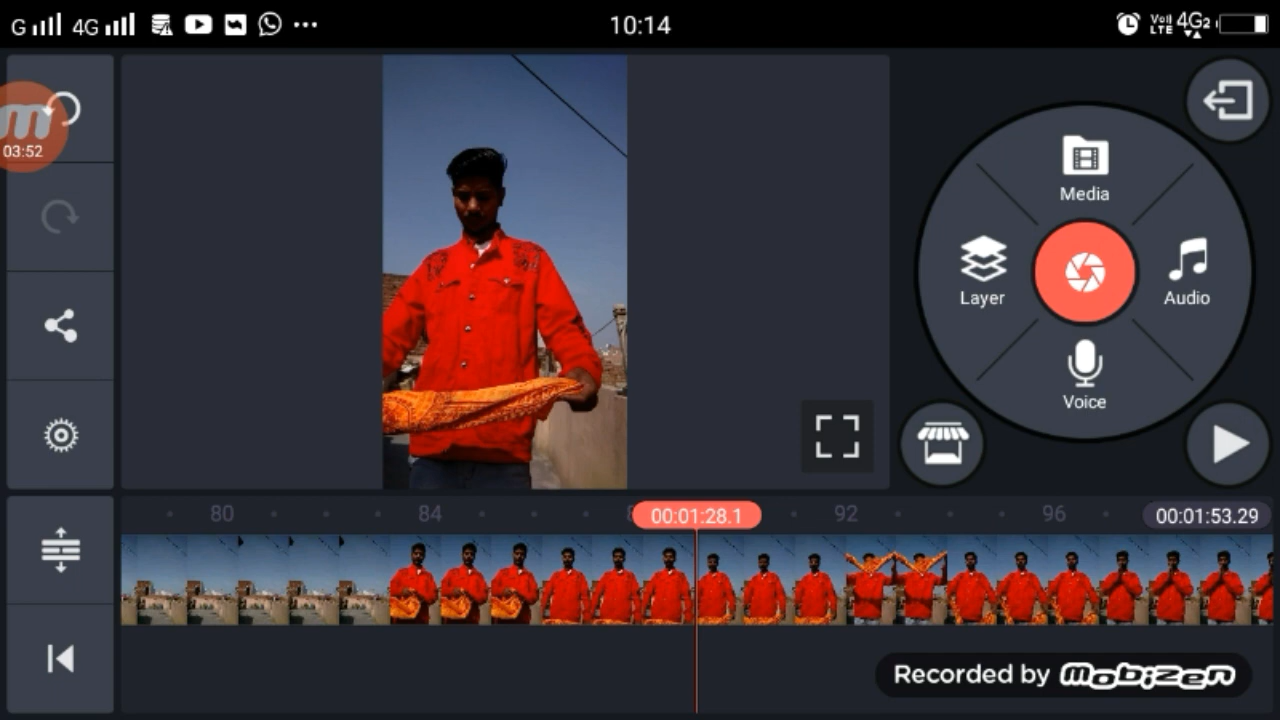 G 4G 10:14 VoII LTE 4G2
m
03:52
Media
Layer
Audio
Voice
80 84 00:01:28.1 92 96 00:01:53.29
Recorded by mobizen